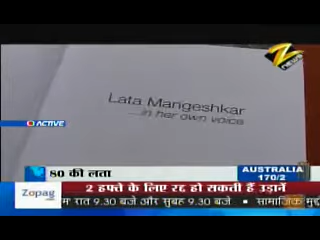 Z
NEWS
Lata Mangeshkar
...in her own voice
ACTIVE
80 की लता
AUSTRALIA
170/2
Zopag
2 हफ्ते के लिए रद्द हो सकती हैं उड़ानें
रात 9.30 बजे और सुबह 9.30 बजे • सामाजिक